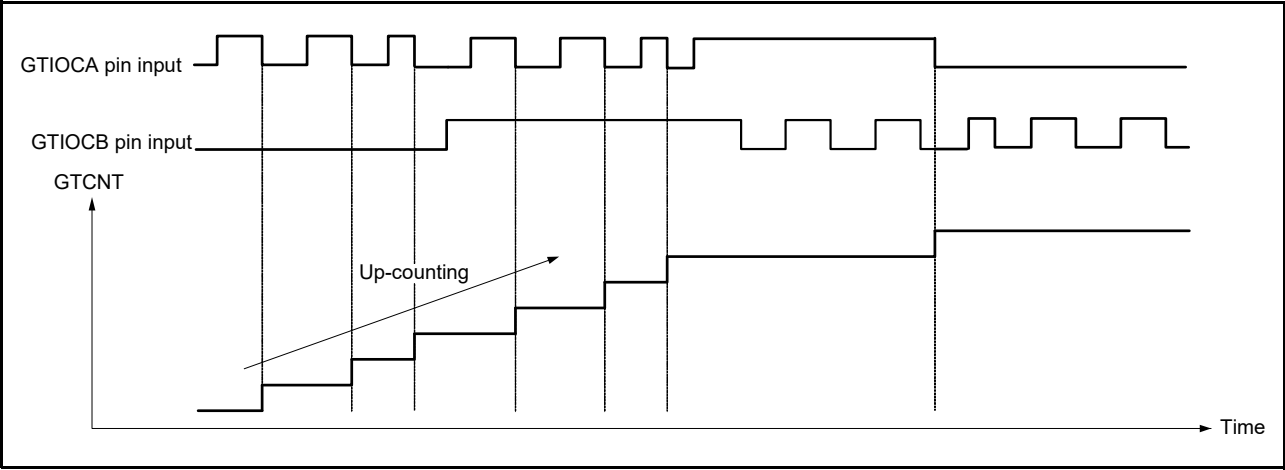 GTIOCA pin input
GTIOCB pin input
GTCNT
Up-counting
Time